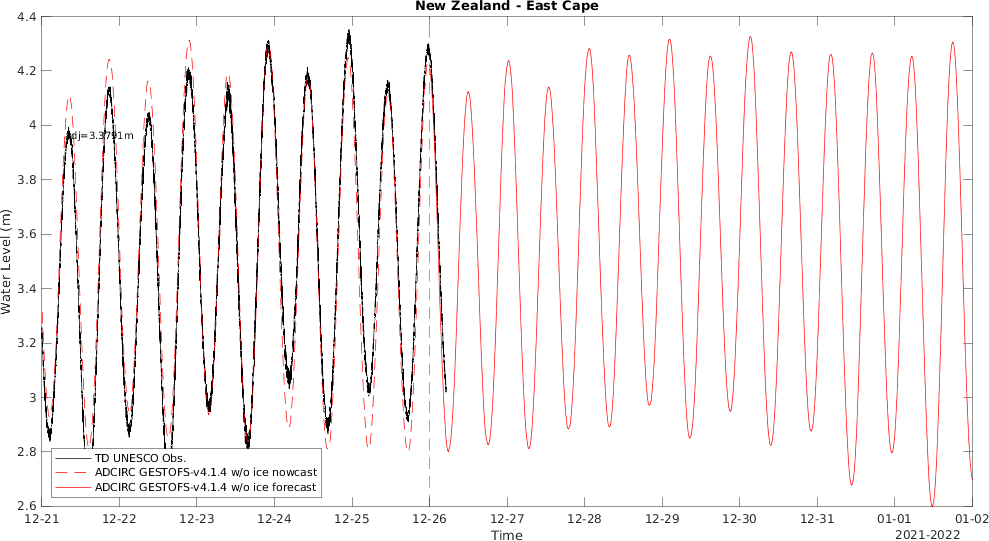 New Zealand - East Cape
4.4
4.2
4
3.8
3.6
3.4
3.2
3
2.8
2.6
Water Level (m)
adj=3.3791m
TD UNESCO Obs.
ADCIRC GESTOFS-v4.1.4 w/o ice nowcast
ADCIRC GESTOFS-v4.1.4 w/o ice forecast
12-21 12-22 12-23 12-24 12-25 12-26 12-27 12-28 12-29 12-30 12-31 01-01 01-02
Time
2021-2022